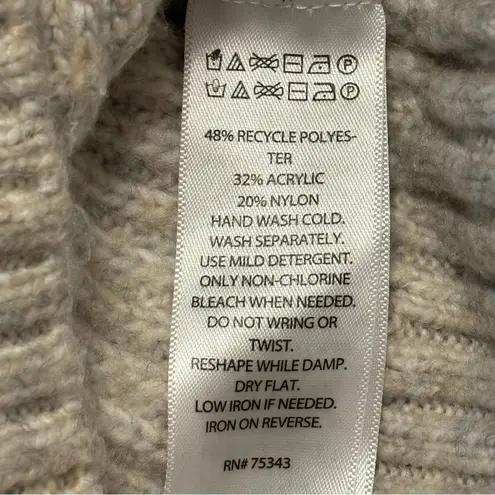 48% RECYCLE POLYES-
TER
32% ACRYLIC
20% NYLON
HAND WASH COLD.
WASH SEPARATELY.
USE MILD DETERGENT.
ONLY NON-CHLORINE
BLEACH WHEN NEEDED.
DO NOT WRING OR
TWIST.
RESHAPE WHILE DAMP.
DRY FLAT.
LOW IRON IF NEEDED.
IRON ON REVERSE.
RN# 75343